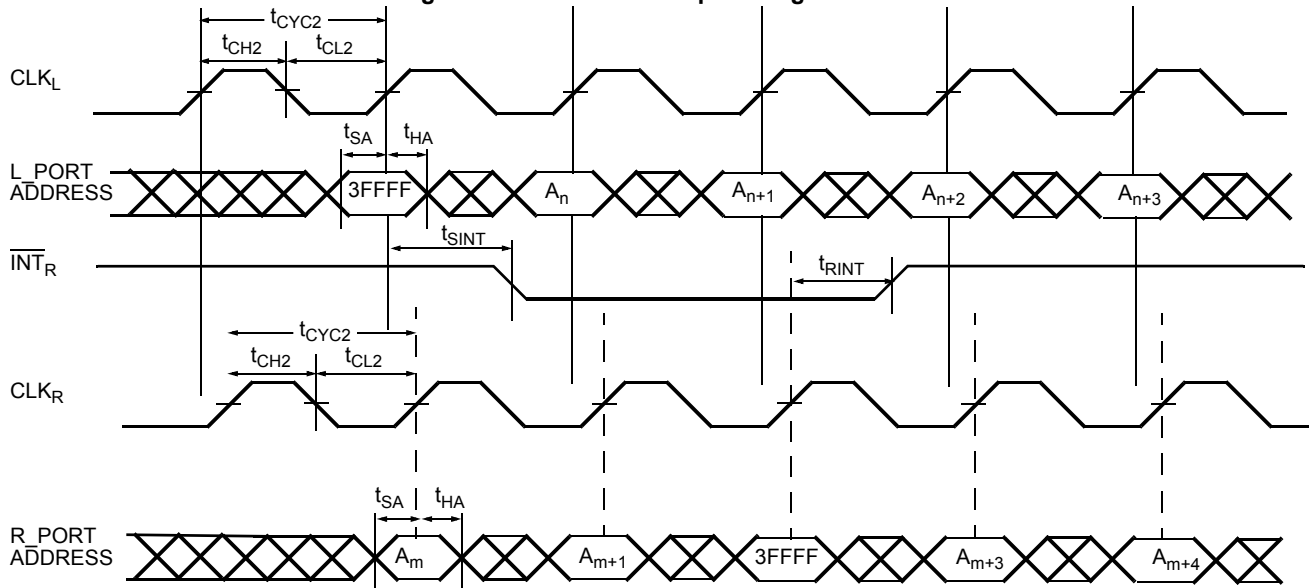 tCYC2
tCH2 tCL2
CLKL
tSA tHA
L_PORT
ADDRESS
3FFFF An An+1 An+2 An+3
tSINT
INTR
tRINT
tCYC2
tCH2 tCL2
CLKR
tSA tHA
R_PORT
ADDRESS
Am Am+1 3FFFF Am+3 Am+4